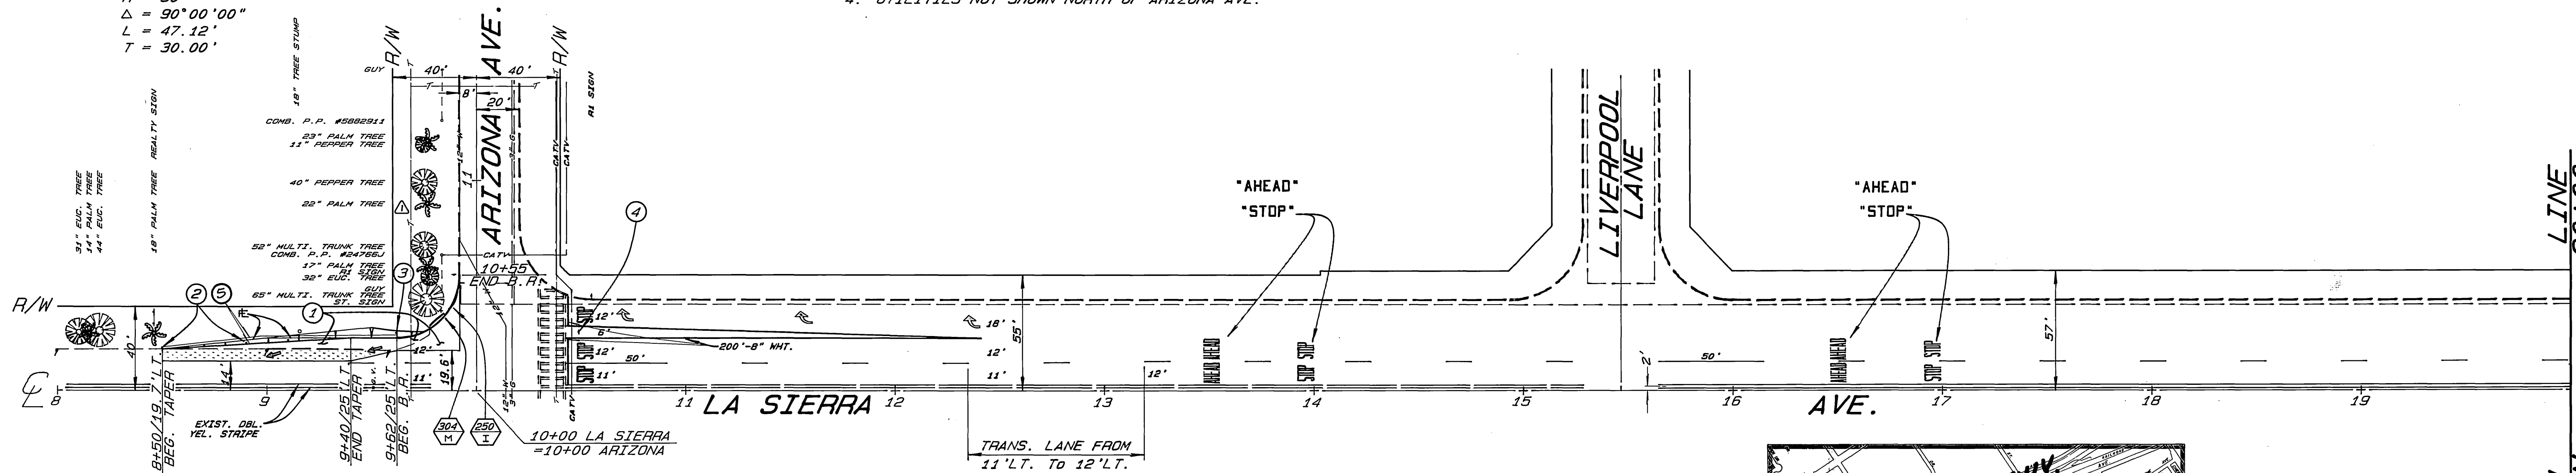 Δ = 90°00'00"
L = 47.12'
T = 30.00'
4. UTILITIES NOT SHOWN NORTH OF ARIZONA AVE.
18" TREE STUMP
GUY
R/W
ARIZONA AVE.
R/W
R1 SIGN
40'
40'
8'
20'
T
T
31" EUC. TREE
14" PALM TREE
44" EUC. TREE
18" PALM TREE REALTY SIGN
COMB. P.P. #5882911
23" PALM TREE
11" PEPPER TREE
40" PEPPER TREE
22" PALM TREE
52" MULTI. TRUNK TREE
COMB. P.P. #24766J
17" PALM TREE
R1 SIGN
32" EUC. TREE
GUY
65" MULTI. TRUNK TREE
ST. SIGN
1
11
12" W
3" G
CATV
CATV
CATV
10+55
END B.R.
4
3
2
5
1
R/W
40'
14'
12'
11'
19.6'
12'
6'
12'
11'
STOP
STOP
STOP
50'
200'-8" WHT.
18'
12'
11'
12'
55'
"AHEAD"
"STOP"
AHEAD AHEAD
STOP STOP
LIVERPOOL
LANE
2'
50'
"AHEAD"
"STOP"
AHEAD AHEAD
STOP STOP
57'
LINE
℄
8
9
11
12
13
14
15
16
17
18
19
LA SIERRA
AVE.
EXIST. DBL.
YEL. STRIPE
8+50/19.7'LT.
BEG. TAPER
9+40/25'LT.
END TAPER
9+62/25'LT.
BEG. B.R.
G.V.
304
M
250
I
12" W
3" G
CATV
10+00 LA SIERRA
=10+00 ARIZONA
TRANS. LANE FROM
11'LT. To 12'LT.